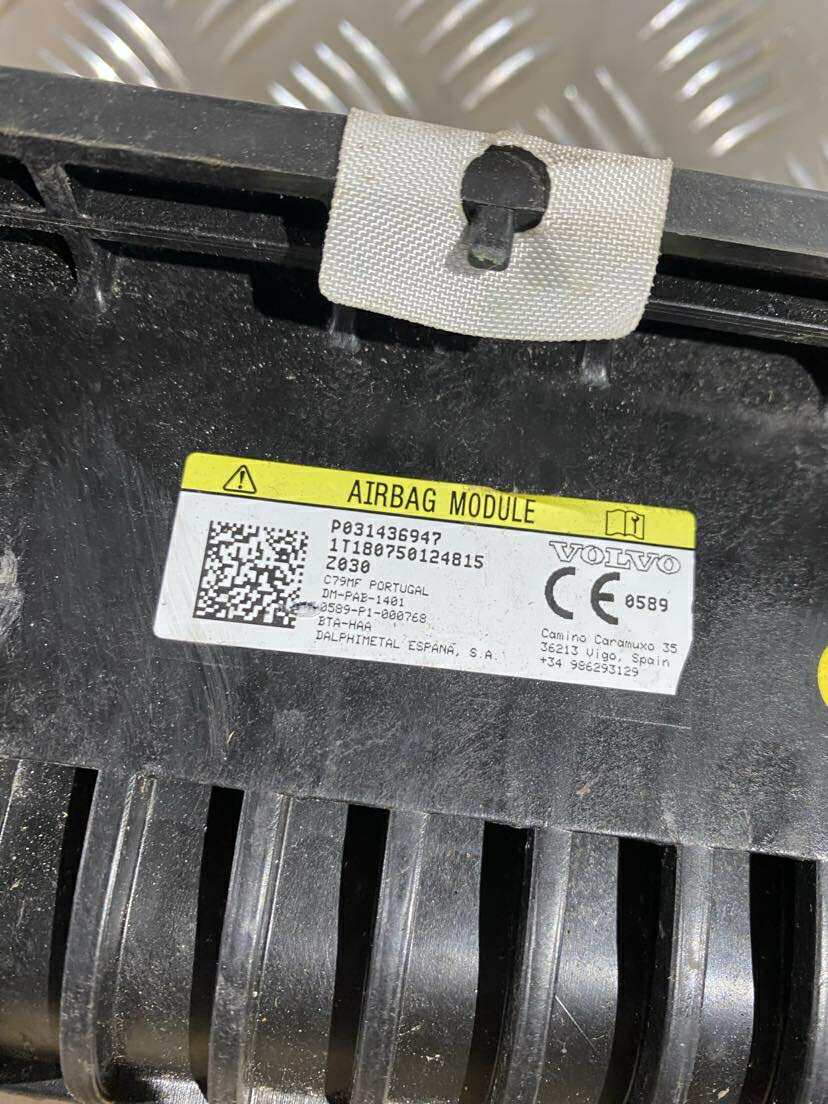 AIRBAG MODULE
P031436947
1T1B0750124815
Z030
C79MF PORTUGAL
DM-PAB-1401
0589-P1-000768
BTA-HAA
DALPHIMETAL ESPAÑA, S.A.
VOLVO
CE 0589
Camino Caramuxo 35
36213 Vigo, Spain
+34 986293129